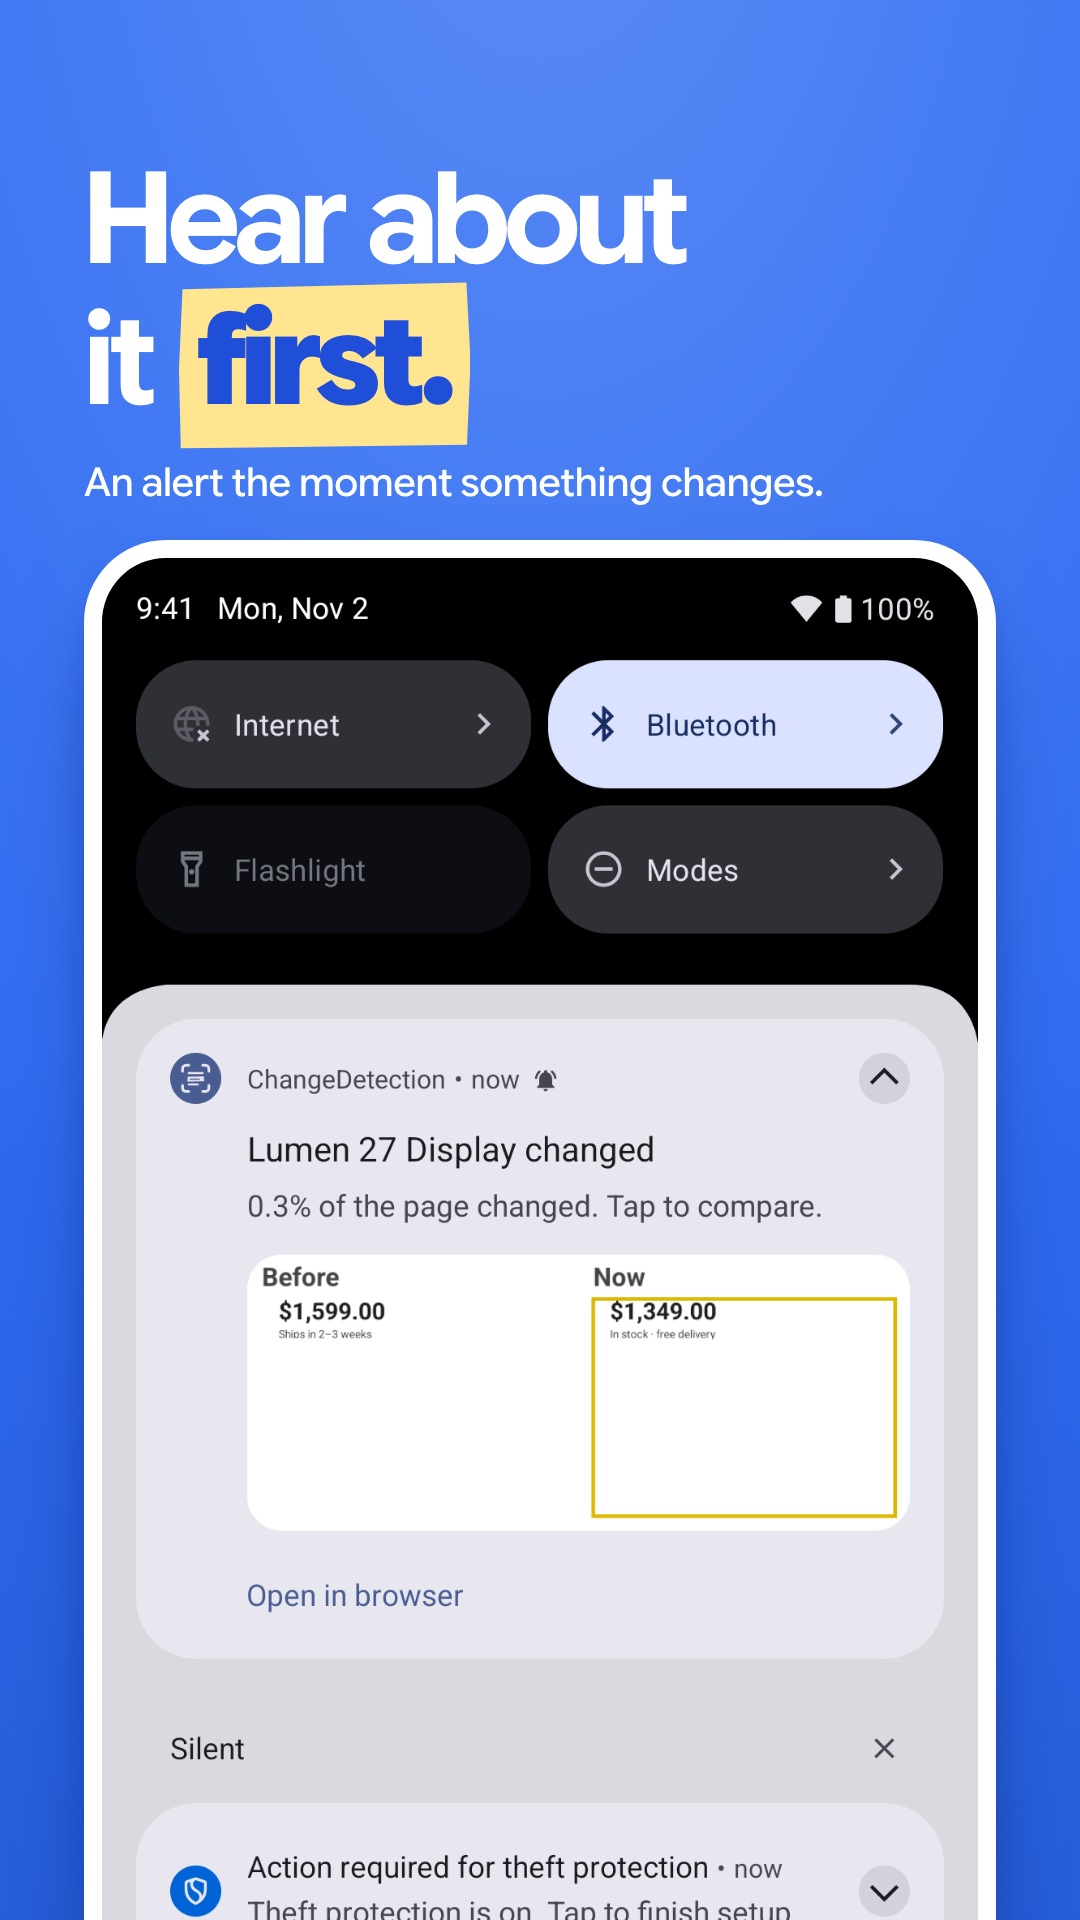 Hear about
it first.
An alert the moment something changes.
9:41 Mon, Nov 2 100%
Internet
Bluetooth
Flashlight
Modes
ChangeDetection • now
Lumen 27 Display changed
0.3% of the page changed. Tap to compare.
Before
Now
$1,599.00
Ships in 2–3 weeks
$1,349.00
In stock · free delivery
Open in browser
Silent
Action required for theft protection • now
Theft protection is on. Tap to finish setup